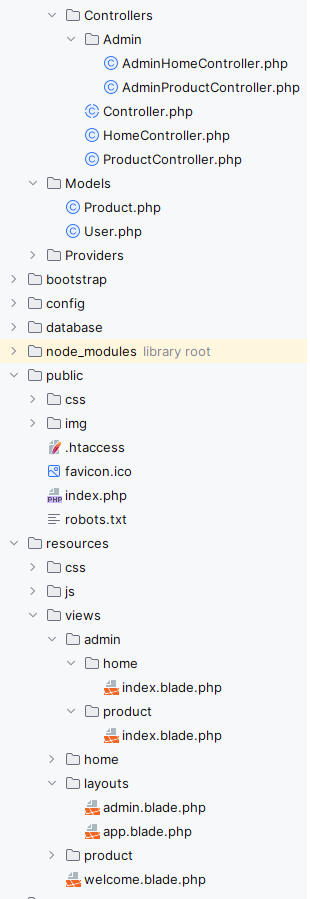 Controllers
Admin
AdminHomeController.php
AdminProductController.php
Controller.php
HomeController.php
ProductController.php
Models
Product.php
User.php
Providers
bootstrap
config
database
node_modules library root
public
css
img
.htaccess
favicon.ico
index.php
robots.txt
resources
css
js
views
admin
home
index.blade.php
product
index.blade.php
home
layouts
admin.blade.php
app.blade.php
product
welcome.blade.php